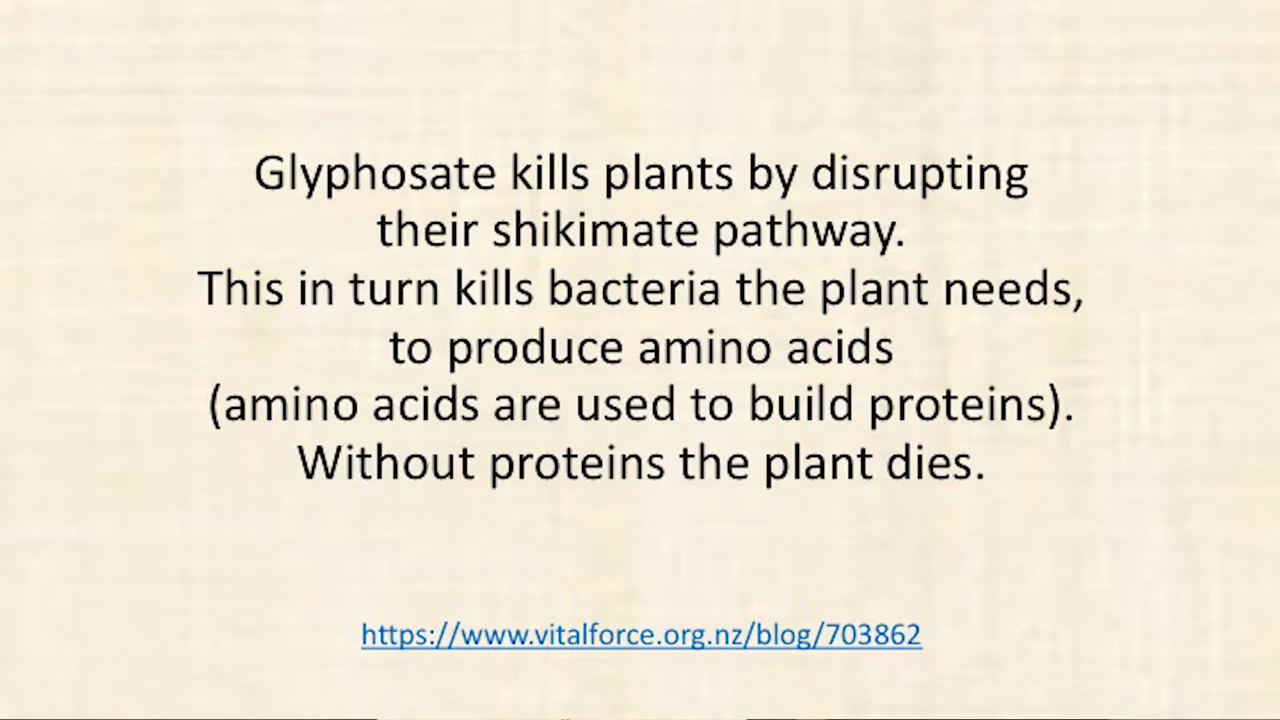 Glyphosate kills plants by disrupting
their shikimate pathway.
This in turn kills bacteria the plant needs,
to produce amino acids
(amino acids are used to build proteins).
Without proteins the plant dies.
https://www.vitalforce.org.nz/blog/703862